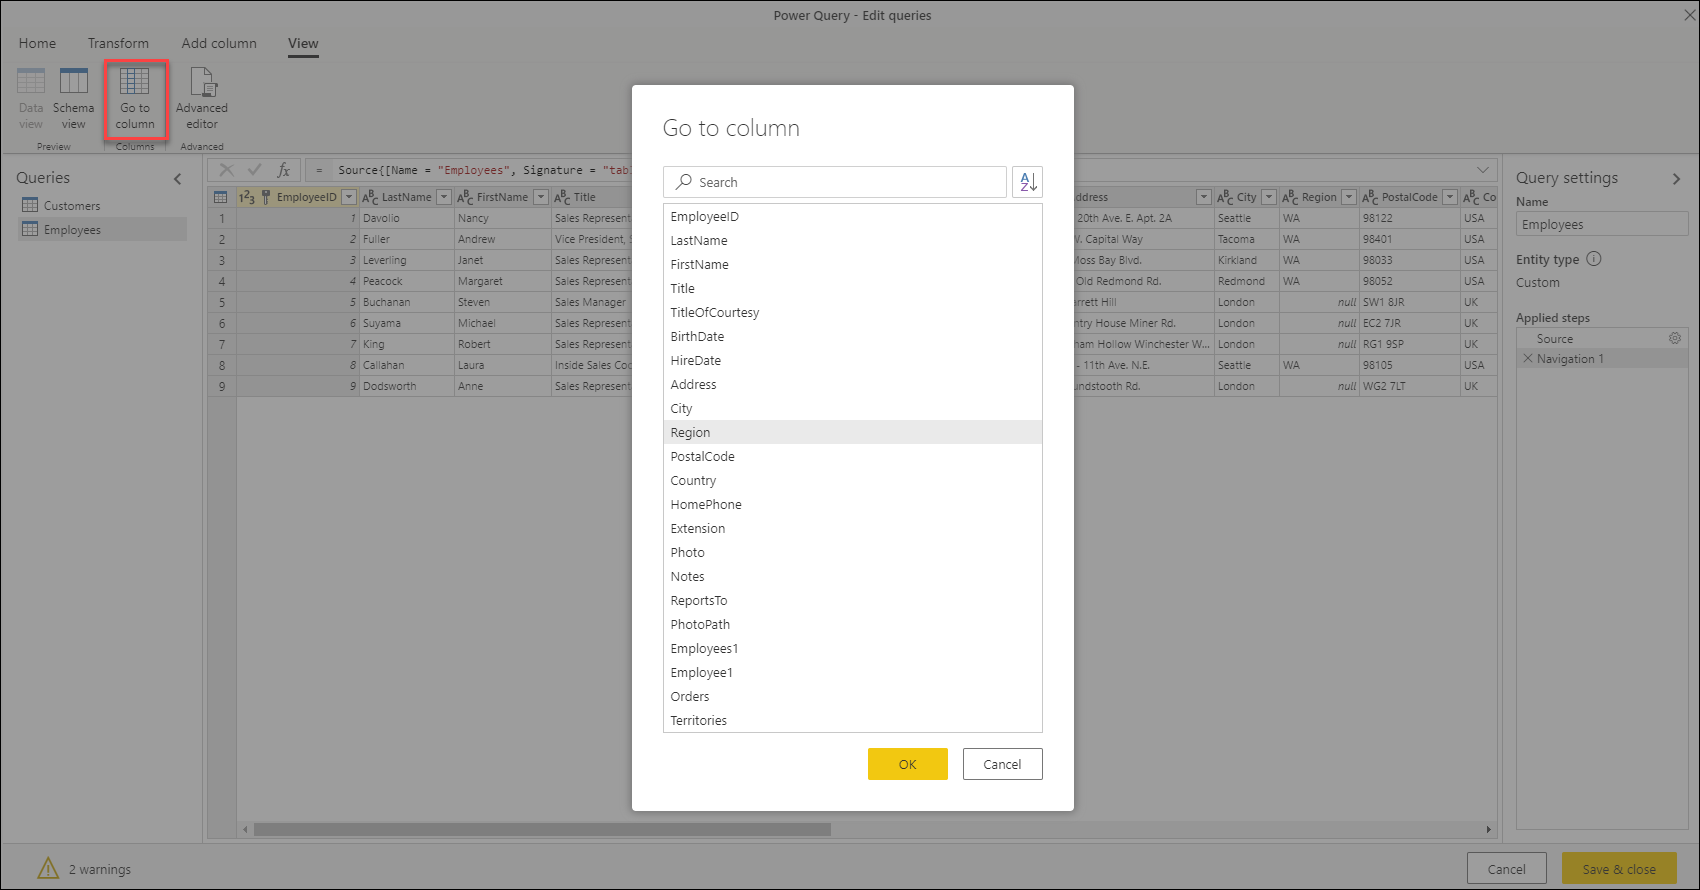 Power Query - Edit queries
Home Transform Add column View
Data view
Schema view
Go to column
Advanced editor
Preview Columns Advanced
Queries
Customers
Employees
fx = Source{[Name = "Employees", Signature = "tabl
1 2 3 EmployeeID ABC LastName ABC FirstName ABC Title
1 Davolio Nancy Sales Represent
2 Fuller Andrew Vice President,
3 Leverling Janet Sales Represent
4 Peacock Margaret Sales Represent
5 Buchanan Steven Sales Manager
6 Suyama Michael Sales Represent
7 King Robert Sales Represent
8 Callahan Laura Inside Sales Coo
9 Dodsworth Anne Sales Represent
Go to column
Search
AZ
EmployeeID
LastName
FirstName
Title
TitleOfCourtesy
BirthDate
HireDate
Address
City
Region
PostalCode
Country
HomePhone
Extension
Photo
Notes
ReportsTo
PhotoPath
Employees1
Employee1
Orders
Territories
OK Cancel
ddress ABC City ABC Region ABC PostalCode ABC Co
20th Ave. E. Apt. 2A Seattle WA 98122 USA
W. Capital Way Tacoma WA 98401 USA
Moss Bay Blvd. Kirkland WA 98033 USA
Old Redmond Rd. Redmond WA 98052 USA
rrett Hill London null SW1 8JR UK
ntry House Miner Rd. London null EC2 7JR UK
ham Hollow Winchester W... London null RG1 9SP UK
- 11th Ave. N.E. Seattle WA 98105 USA
undstooth Rd. London null WG2 7LT UK
Query settings
Name
Employees
Entity type
Custom
Applied steps
Source
Navigation 1
2 warnings
Cancel Save & close